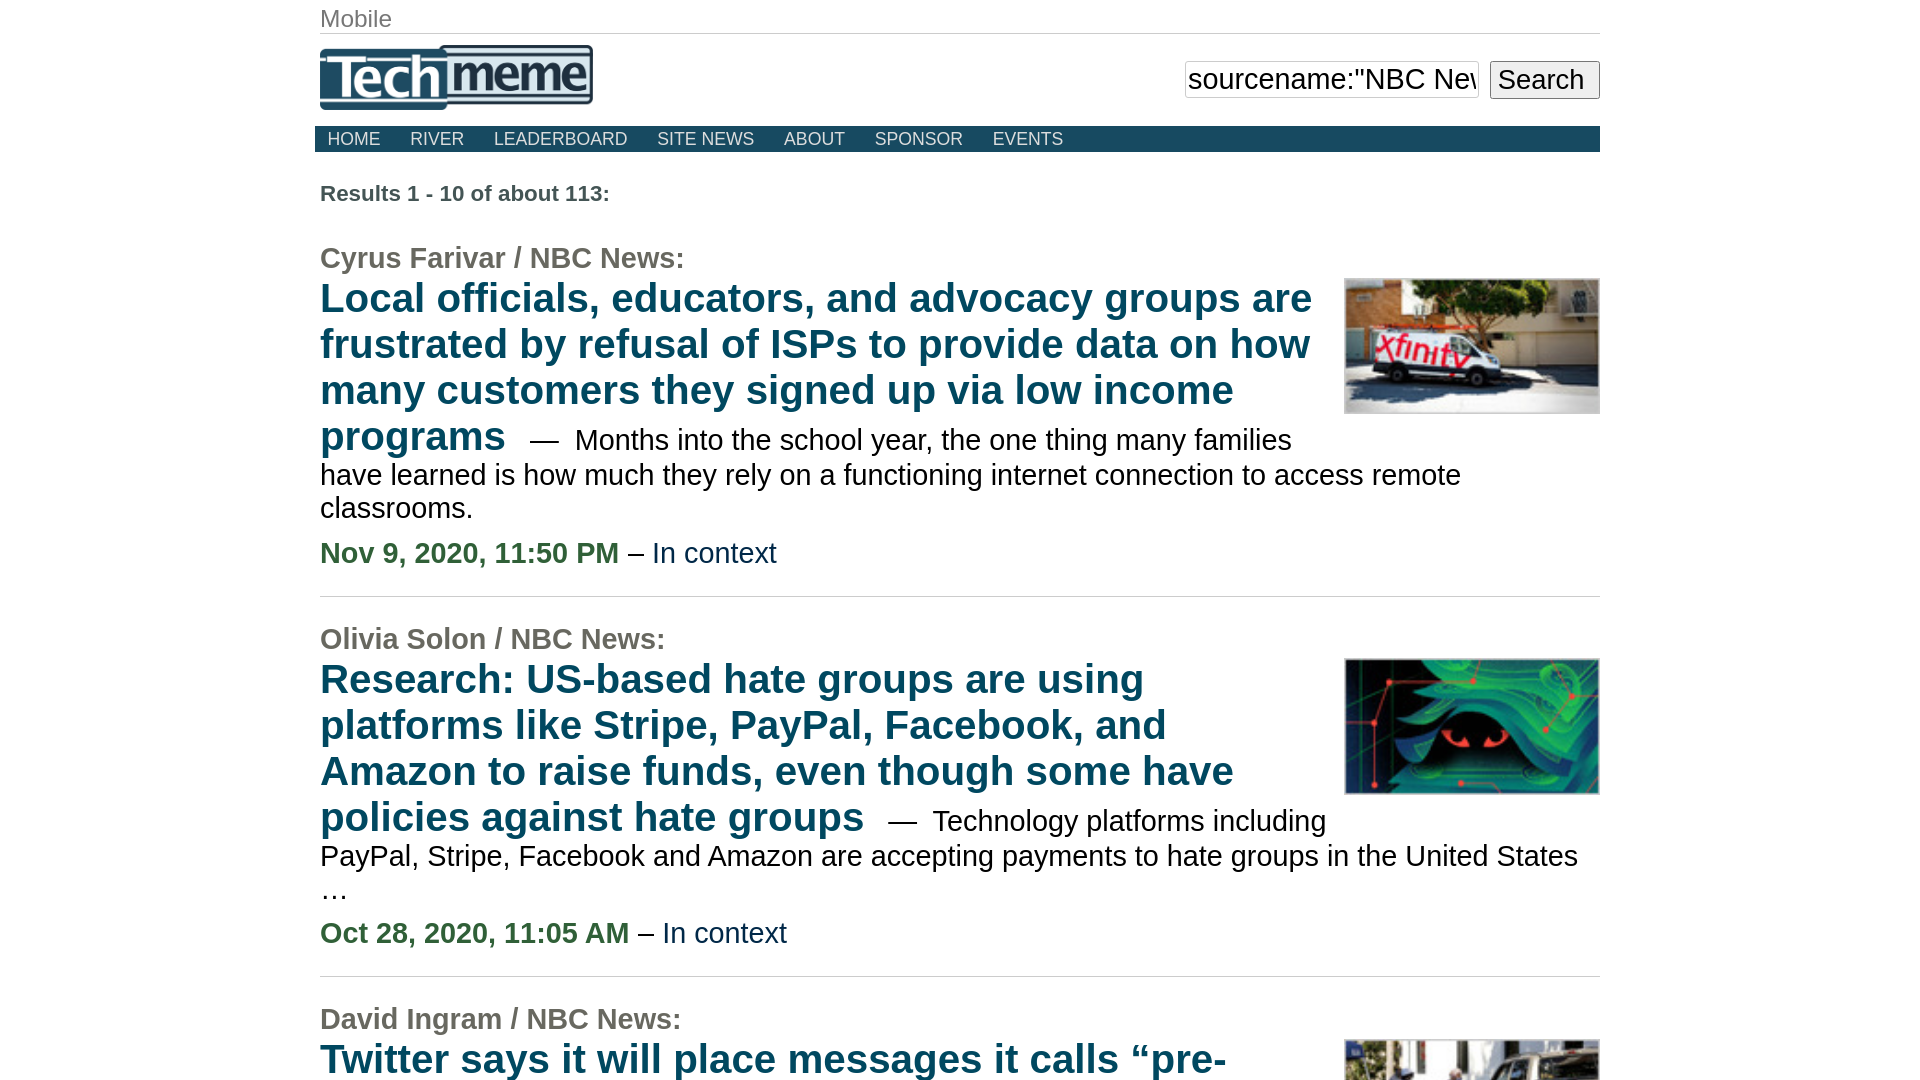 Mobile
Tech meme
sourcename:"NBC Nev Search
HOME RIVER LEADERBOARD SITE NEWS ABOUT SPONSOR EVENTS
Results 1 - 10 of about 113:
Cyrus Farivar / NBC News:
Local officials, educators, and advocacy groups are
frustrated by refusal of ISPs to provide data on how
many customers they signed up via low income
programs — Months into the school year, the one thing many families
have learned is how much they rely on a functioning internet connection to access remote
classrooms.
xfinity
Nov 9, 2020, 11:50 PM – In context
Olivia Solon / NBC News:
Research: US-based hate groups are using
platforms like Stripe, PayPal, Facebook, and
Amazon to raise funds, even though some have
policies against hate groups — Technology platforms including
PayPal, Stripe, Facebook and Amazon are accepting payments to hate groups in the United States
…
Oct 28, 2020, 11:05 AM – In context
David Ingram / NBC News:
Twitter says it will place messages it calls “pre-